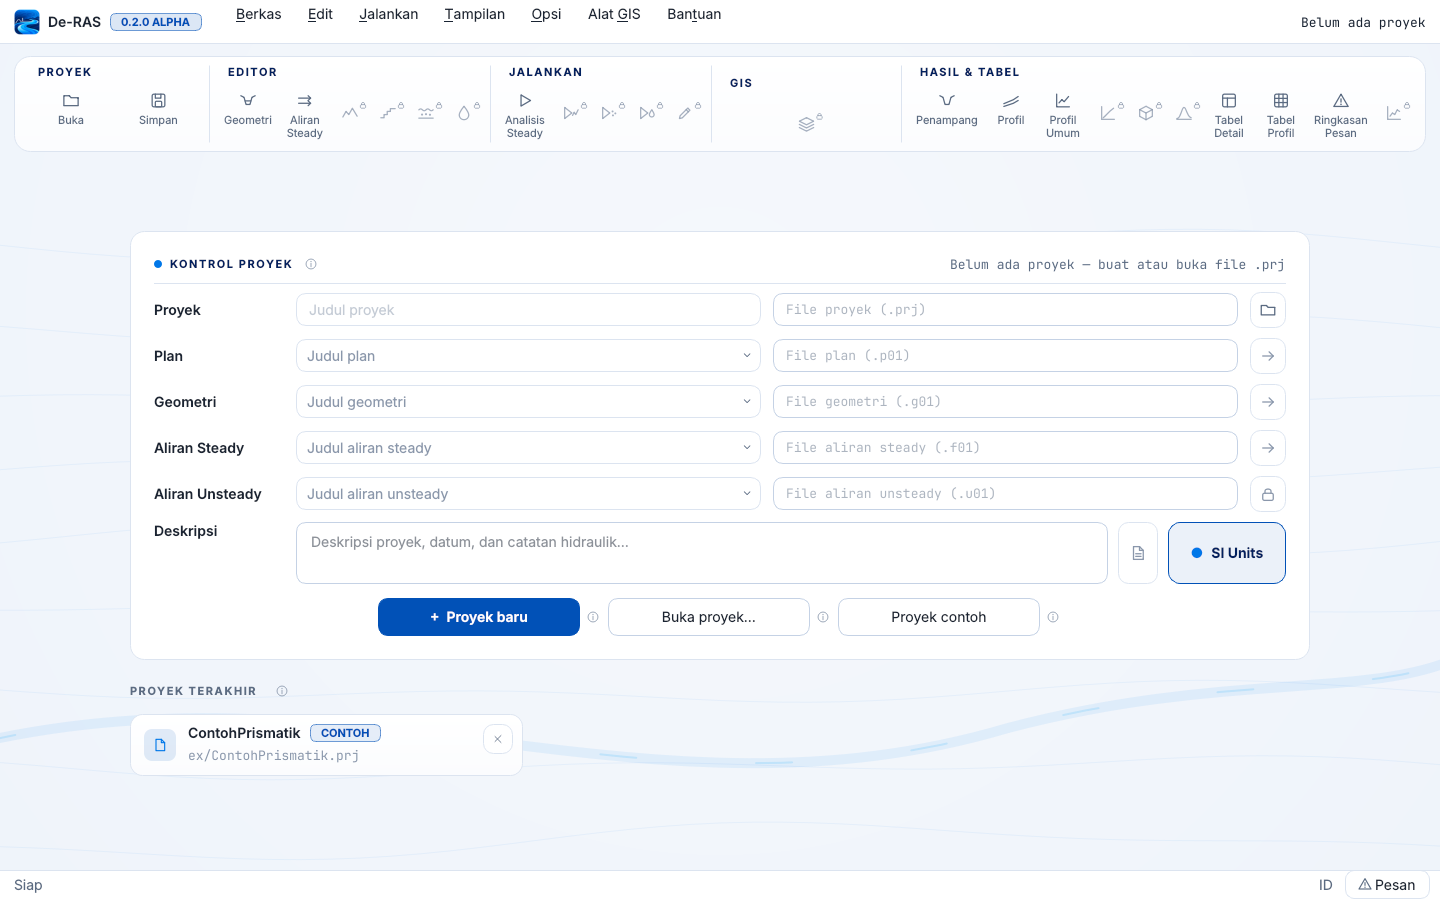 De-RAS 0.2.0 ALPHA Berkas Edit Jalankan Tampilan Opsi Alat GIS Bantuan Belum ada proyek
PROYEK
Buka
Simpan
EDITOR
Geometri
Aliran
Steady
JALANKAN
Analisis
Steady
GIS
HASIL & TABEL
Penampang
Profil
Profil
Umum
Tabel
Detail
Tabel
Profil
Ringkasan
Pesan
KONTROL PROYEK Belum ada proyek — buat atau buka file .prj
Proyek Judul proyek File proyek (.prj)
Plan Judul plan File plan (.p01)
Geometri Judul geometri File geometri (.g01)
Aliran Steady Judul aliran steady File aliran steady (.f01)
Aliran Unsteady Judul aliran unsteady File aliran unsteady (.u01)
Deskripsi Deskripsi proyek, datum, dan catatan hidraulik... SI Units
+ Proyek baru Buka proyek... Proyek contoh
PROYEK TERAKHIR
ContohPrismatik CONTOH
ex/ContohPrismatik.prj
Siap ID Pesan